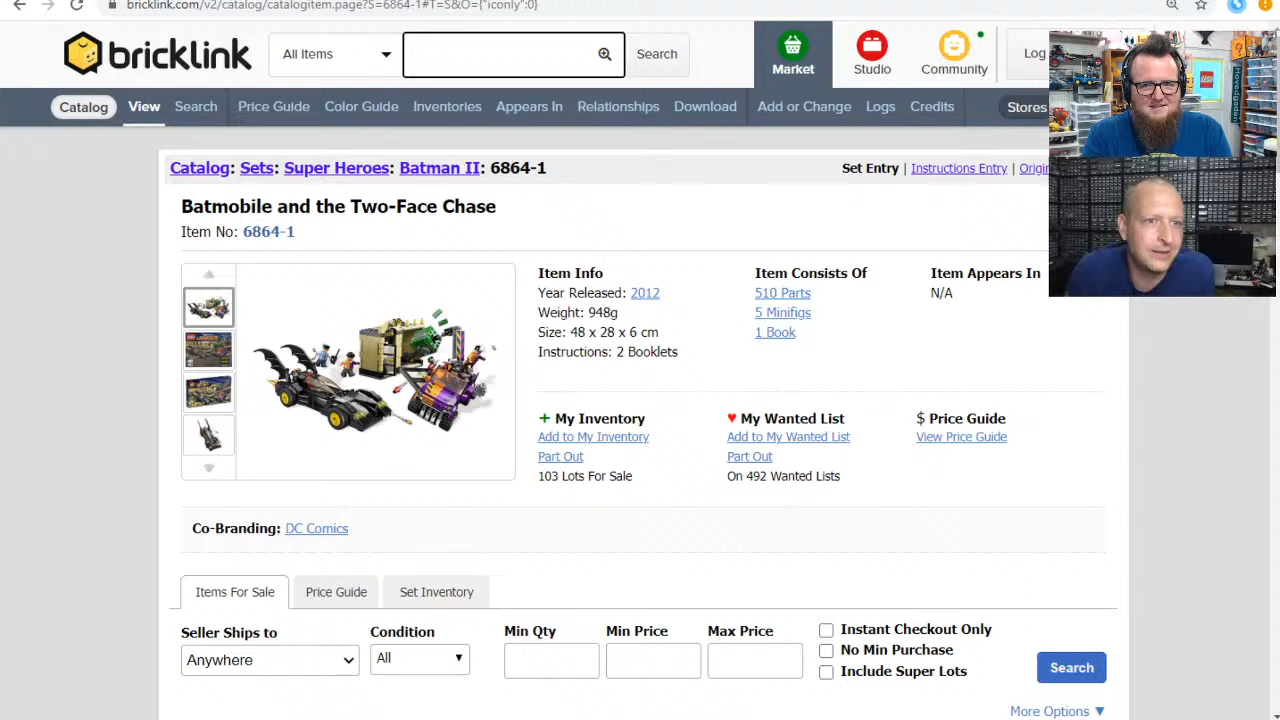 bricklink.com/v2/catalog/catalogitem.page?S=6864-1#T=S&O={"iconly":0}
bricklink
All Items
Search
Market
Studio
Community
Log
Catalog
View
Search
Price Guide
Color Guide
Inventories
Appears In
Relationships
Download
Add or Change
Logs
Credits
Stores
Catalog: Sets: Super Heroes: Batman II: 6864-1
Set Entry | Instructions Entry |
Batmobile and the Two-Face Chase
Item No: 6864-1
Item Info
Year Released: 2012
Weight: 948g
Size: 48 x 28 x 6 cm
Instructions: 2 Booklets
Item Consists Of
510 Parts
5 Minifigs
1 Book
Item Appears In
N/A
+ My Inventory
Add to My Inventory
Part Out
103 Lots For Sale
♥ My Wanted List
Add to My Wanted List
Part Out
On 492 Wanted Lists
$ Price Guide
View Price Guide
Co-Branding: DC Comics
Items For Sale
Price Guide
Set Inventory
Seller Ships to
Anywhere
Condition
All
Min Qty
Min Price
Max Price
Instant Checkout Only
No Min Purchase
Include Super Lots
Search
More Options ▼
LEGO